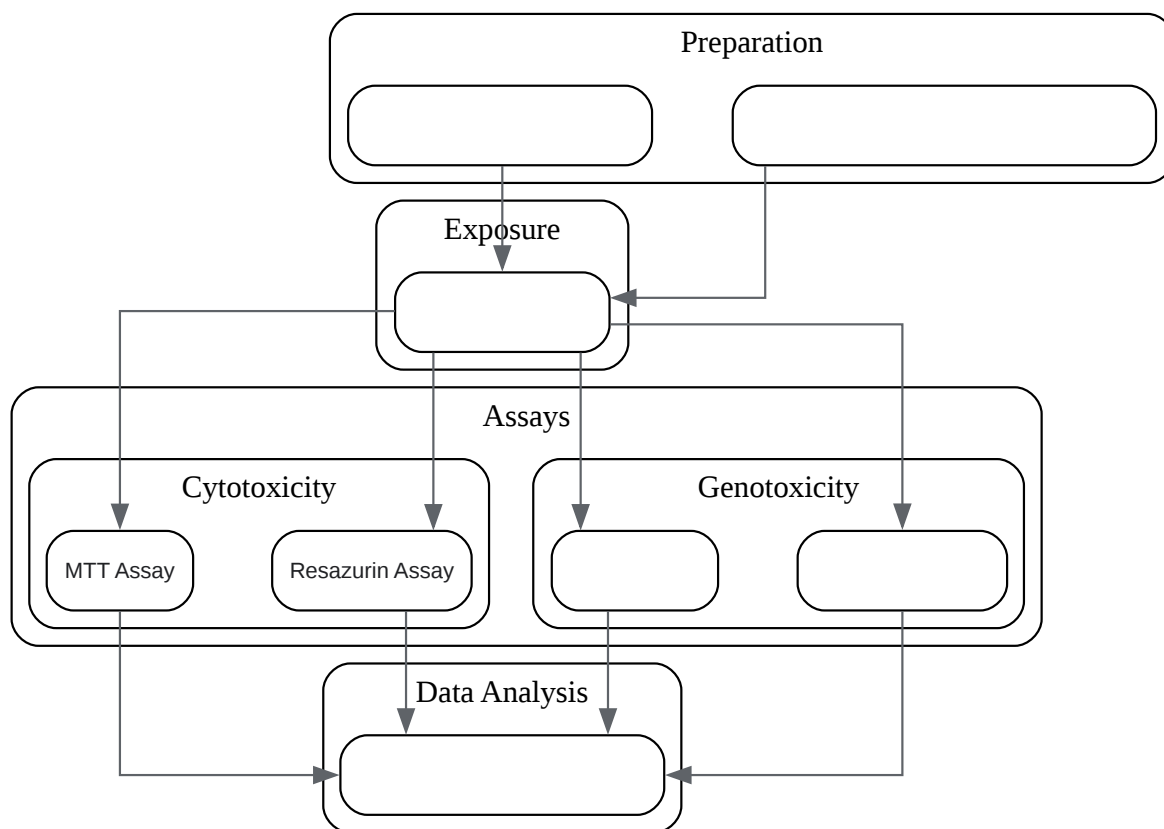 Preparation
Exposure
Assays
Cytotoxicity
Genotoxicity
MTT Assay
Resazurin Assay
Data Analysis